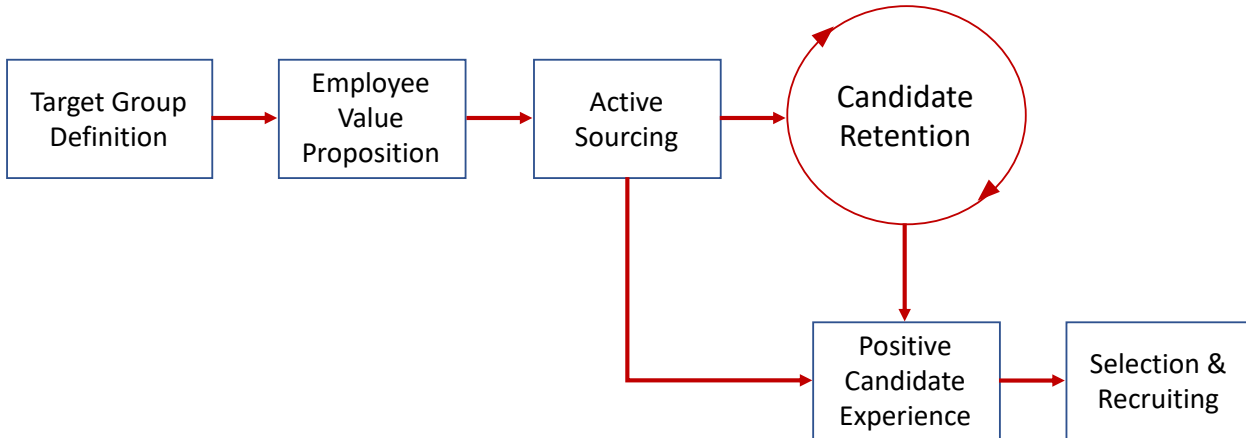 Target Group
Definition
Employee
Value
Proposition
Active
Sourcing
Candidate
Retention
Positive
Candidate
Experience
Selection &
Recruiting